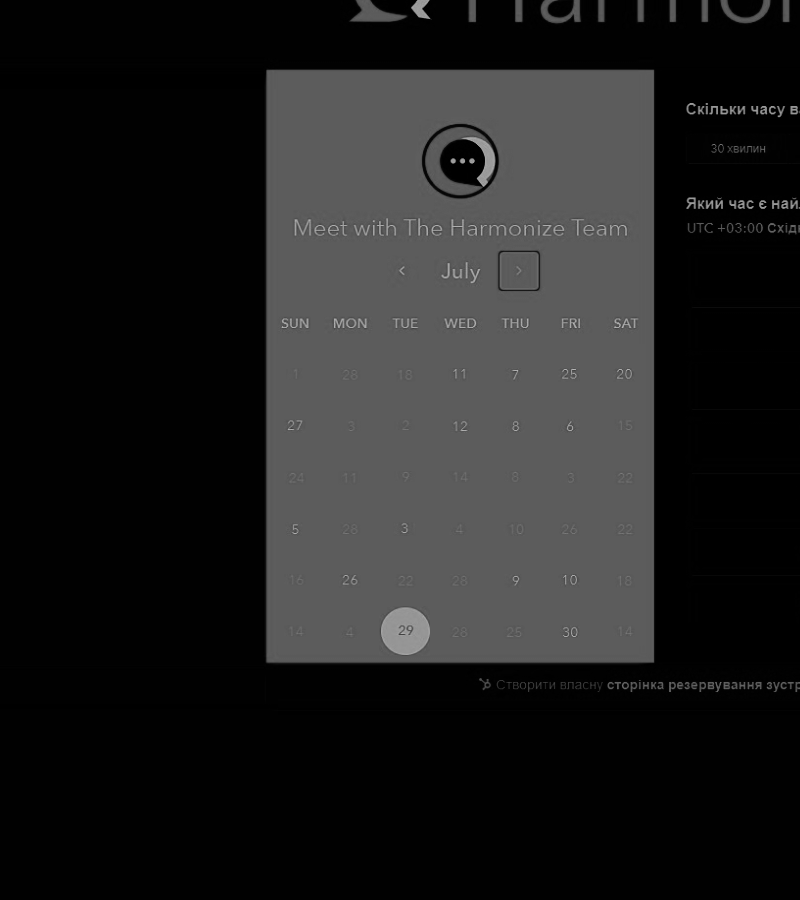 Harmoni
Meet with The Harmonize Team
July
SUN MON TUE WED THU FRI SAT
1 28 18 11 7 25 20
27 3 2 12 8 6 15
24 11 9 14 8 3 22
5 28 3 4 10 26 22
16 26 22 28 9 10 18
14 4 29 28 25 30 14
Скільки часу в
30 хвилин
Який час є най
UTC +03:00 Схід
Створити власну сторінка резервування зустр